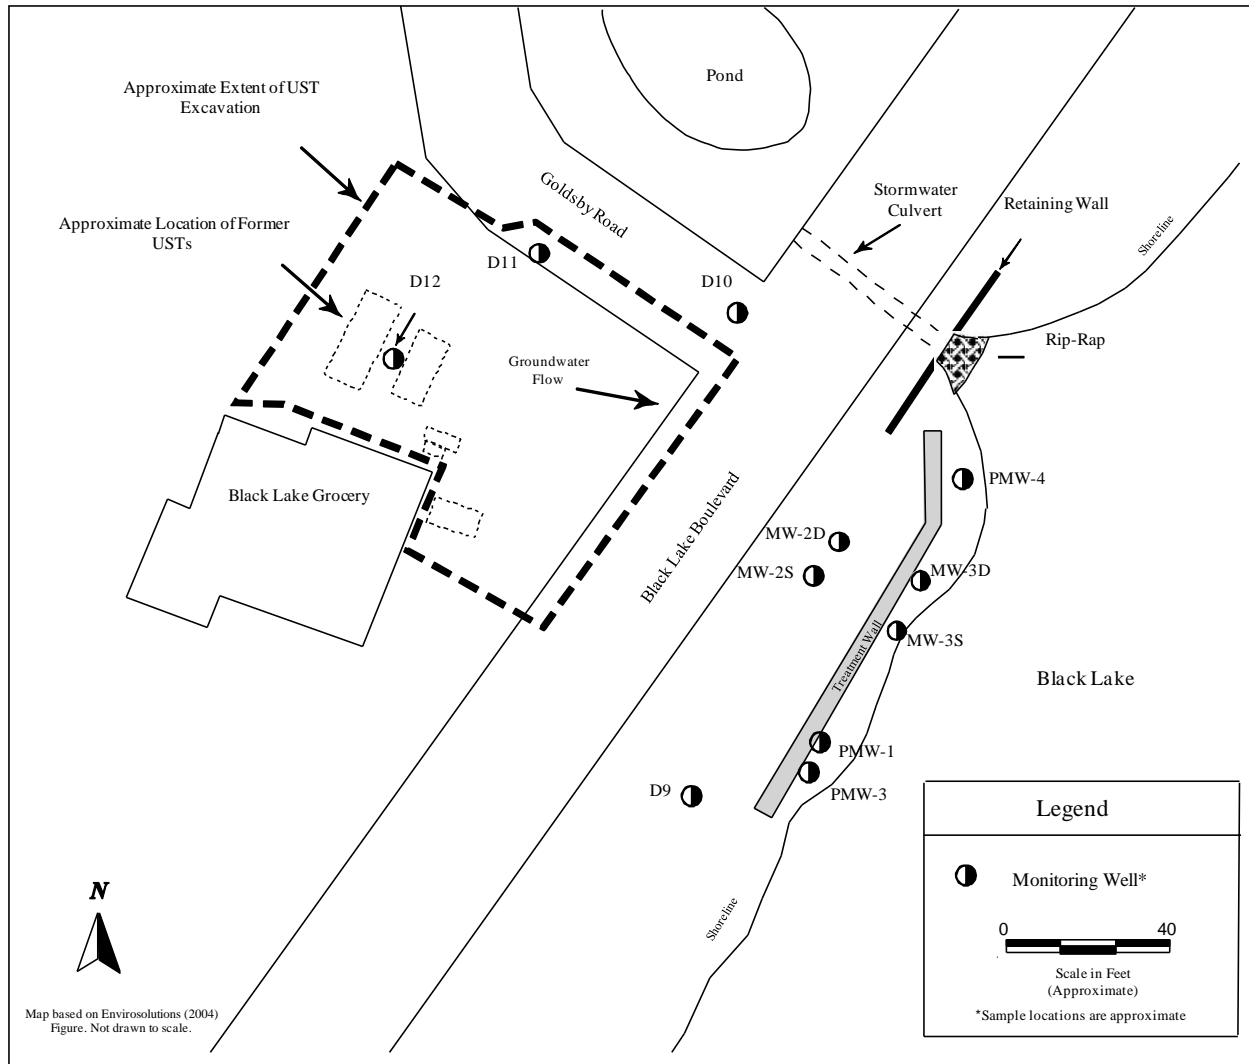 Pond
Approximate Extent of UST
Excavation
Goldsby Road
Stormwater
Culvert
Retaining Wall
Shoreline
Approximate Location of Former
USTs
D11
D12
D10
Groundwater
Flow
Rip-Rap
Black Lake Grocery
Black Lake Boulevard
PMW-4
MW-2D
MW-2S
MW-3D
MW-3S
Treatment Wall
Black Lake
PMW-1
D9
PMW-3
Shoreline
N
Map based on Envirosolutions (2004)
Figure. Not drawn to scale.
Legend
Monitoring Well*
0 40
Scale in Feet
(Approximate)
*Sample locations are approximate